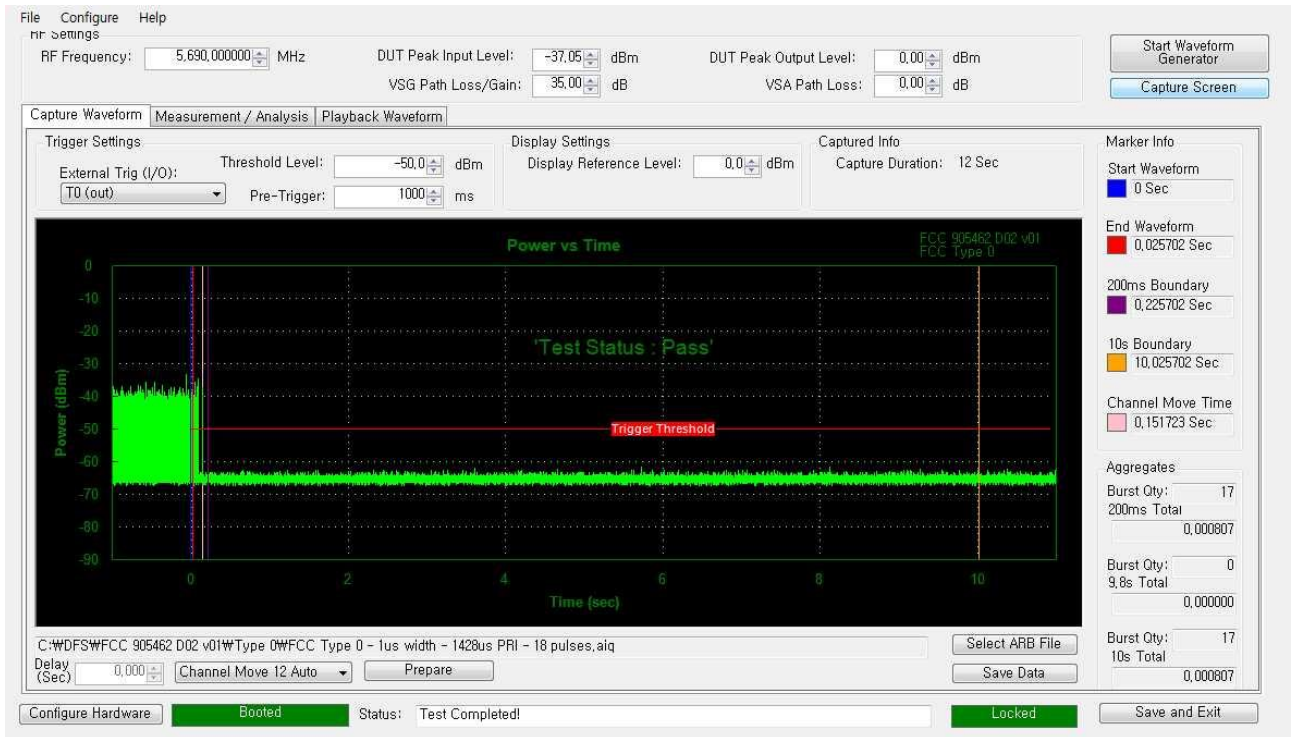 File Configure Help
RF Settings
RF Frequency: 5,690,000000 MHz DUT Peak Input Level: -37,05 dBm DUT Peak Output Level: 0,00 dBm
VSG Path Loss/Gain: 35,00 dB VSA Path Loss: 0,00 dB
Start Waveform
Generator
Capture Screen
Capture Waveform Measurement / Analysis Playback Waveform
Trigger Settings
External Trig (I/O):
T0 (out)
Threshold Level: -50,0 dBm
Pre-Trigger: 1000 ms
Display Settings
Display Reference Level: 0,0 dBm
Captured Info
Capture Duration: 12 Sec
Power vs Time
FCC 905462 D02 v01
FCC Type 0
'Test Status : Pass'
Trigger Threshold
Power (dBm)
0
-10
-20
-30
-40
-50
-60
-70
-80
-90
0 2 4 6 8 10
Time (sec)
Marker Info
Start Waveform
0 Sec
End Waveform
0,025702 Sec
200ms Boundary
0,225702 Sec
10s Boundary
10,025702 Sec
Channel Move Time
0,151723 Sec
Aggregates
Burst Qty: 17
200ms Total
0,000807
Burst Qty: 0
9,8s Total
0,000000
Burst Qty: 17
10s Total
0,000807
C:₩DFS₩FCC 905462 D02 v01₩Type 0₩FCC Type 0 - 1us width - 1428us PRI - 18 pulses,aiq
Select ARB File
Delay
(Sec) 0,000 Channel Move 12 Auto Prepare
Save Data
Configure Hardware Booted Status: Test Completed! Locked Save and Exit